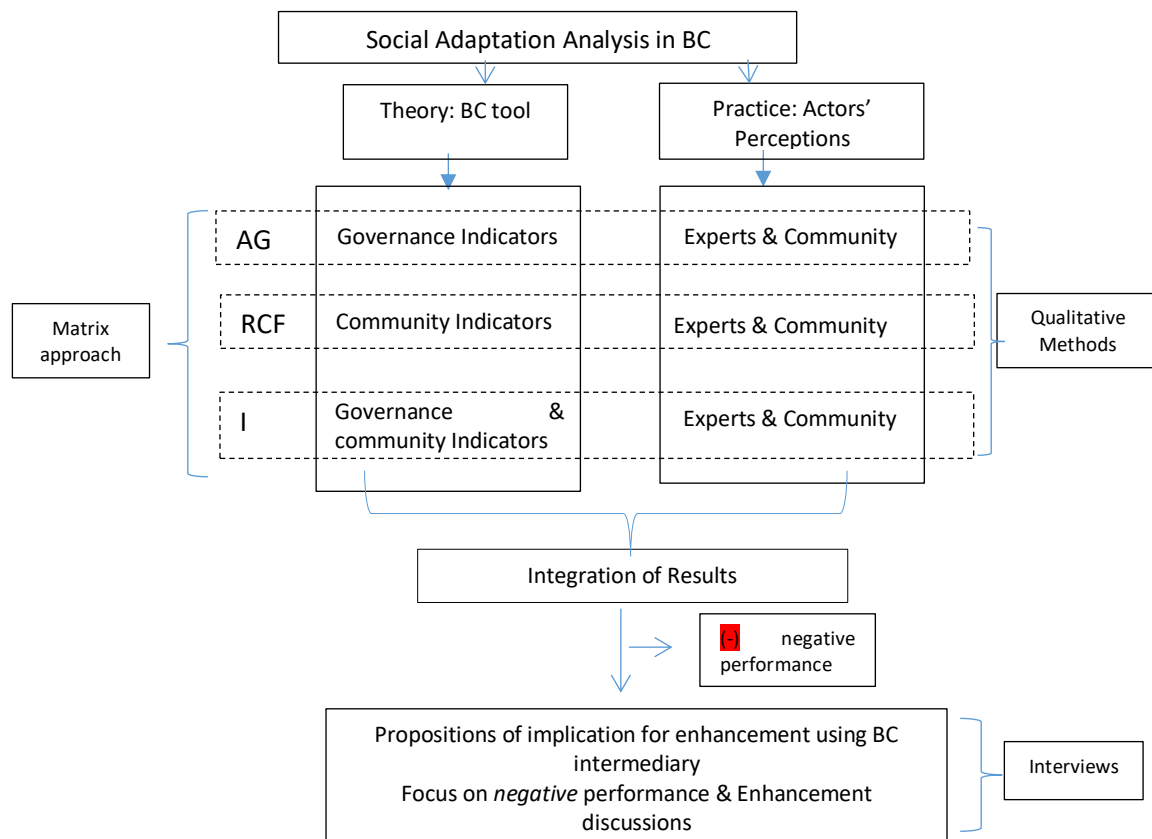 Social Adaptation Analysis in BC
Theory: BC tool
Practice: Actors’
Perceptions
AG
Governance Indicators
Experts & Community
RCF
Community Indicators
Experts & Community
I
Governance &
community Indicators
Experts & Community
Matrix
approach
Qualitative
Methods
Integration of Results
(-) negative
performance
Propositions of implication for enhancement using BC
intermediary
Focus on negative performance & Enhancement
discussions
Interviews